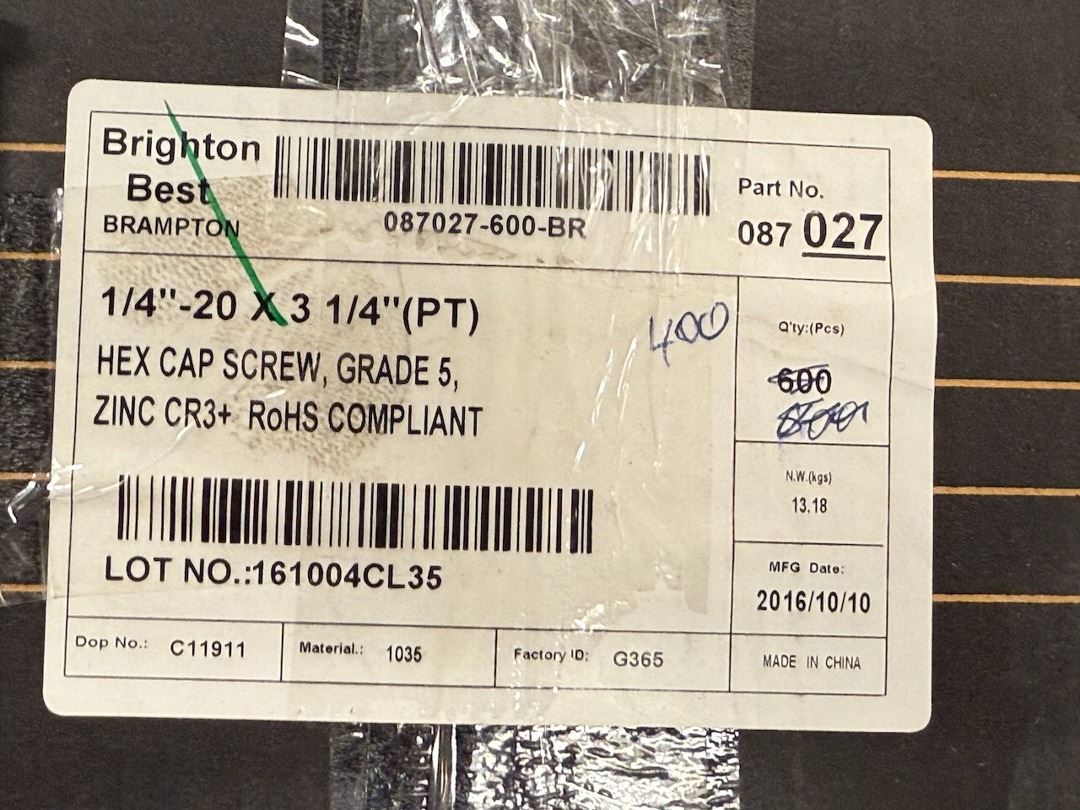 Brighton
Best
BRAMPTON
087027-600-BR
Part No.
087 027
1/4"-20 X 3 1/4"(PT)
HEX CAP SCREW, GRADE 5,
ZINC CR3+ RoHS COMPLIANT
400
Q'ty:(Pcs)
600
N.W.(kgs)
13.18
LOT NO.:161004CL35
MFG Date:
2016/10/10
Dop No.: C11911
Material.: 1035
Factory ID: G365
MADE IN CHINA